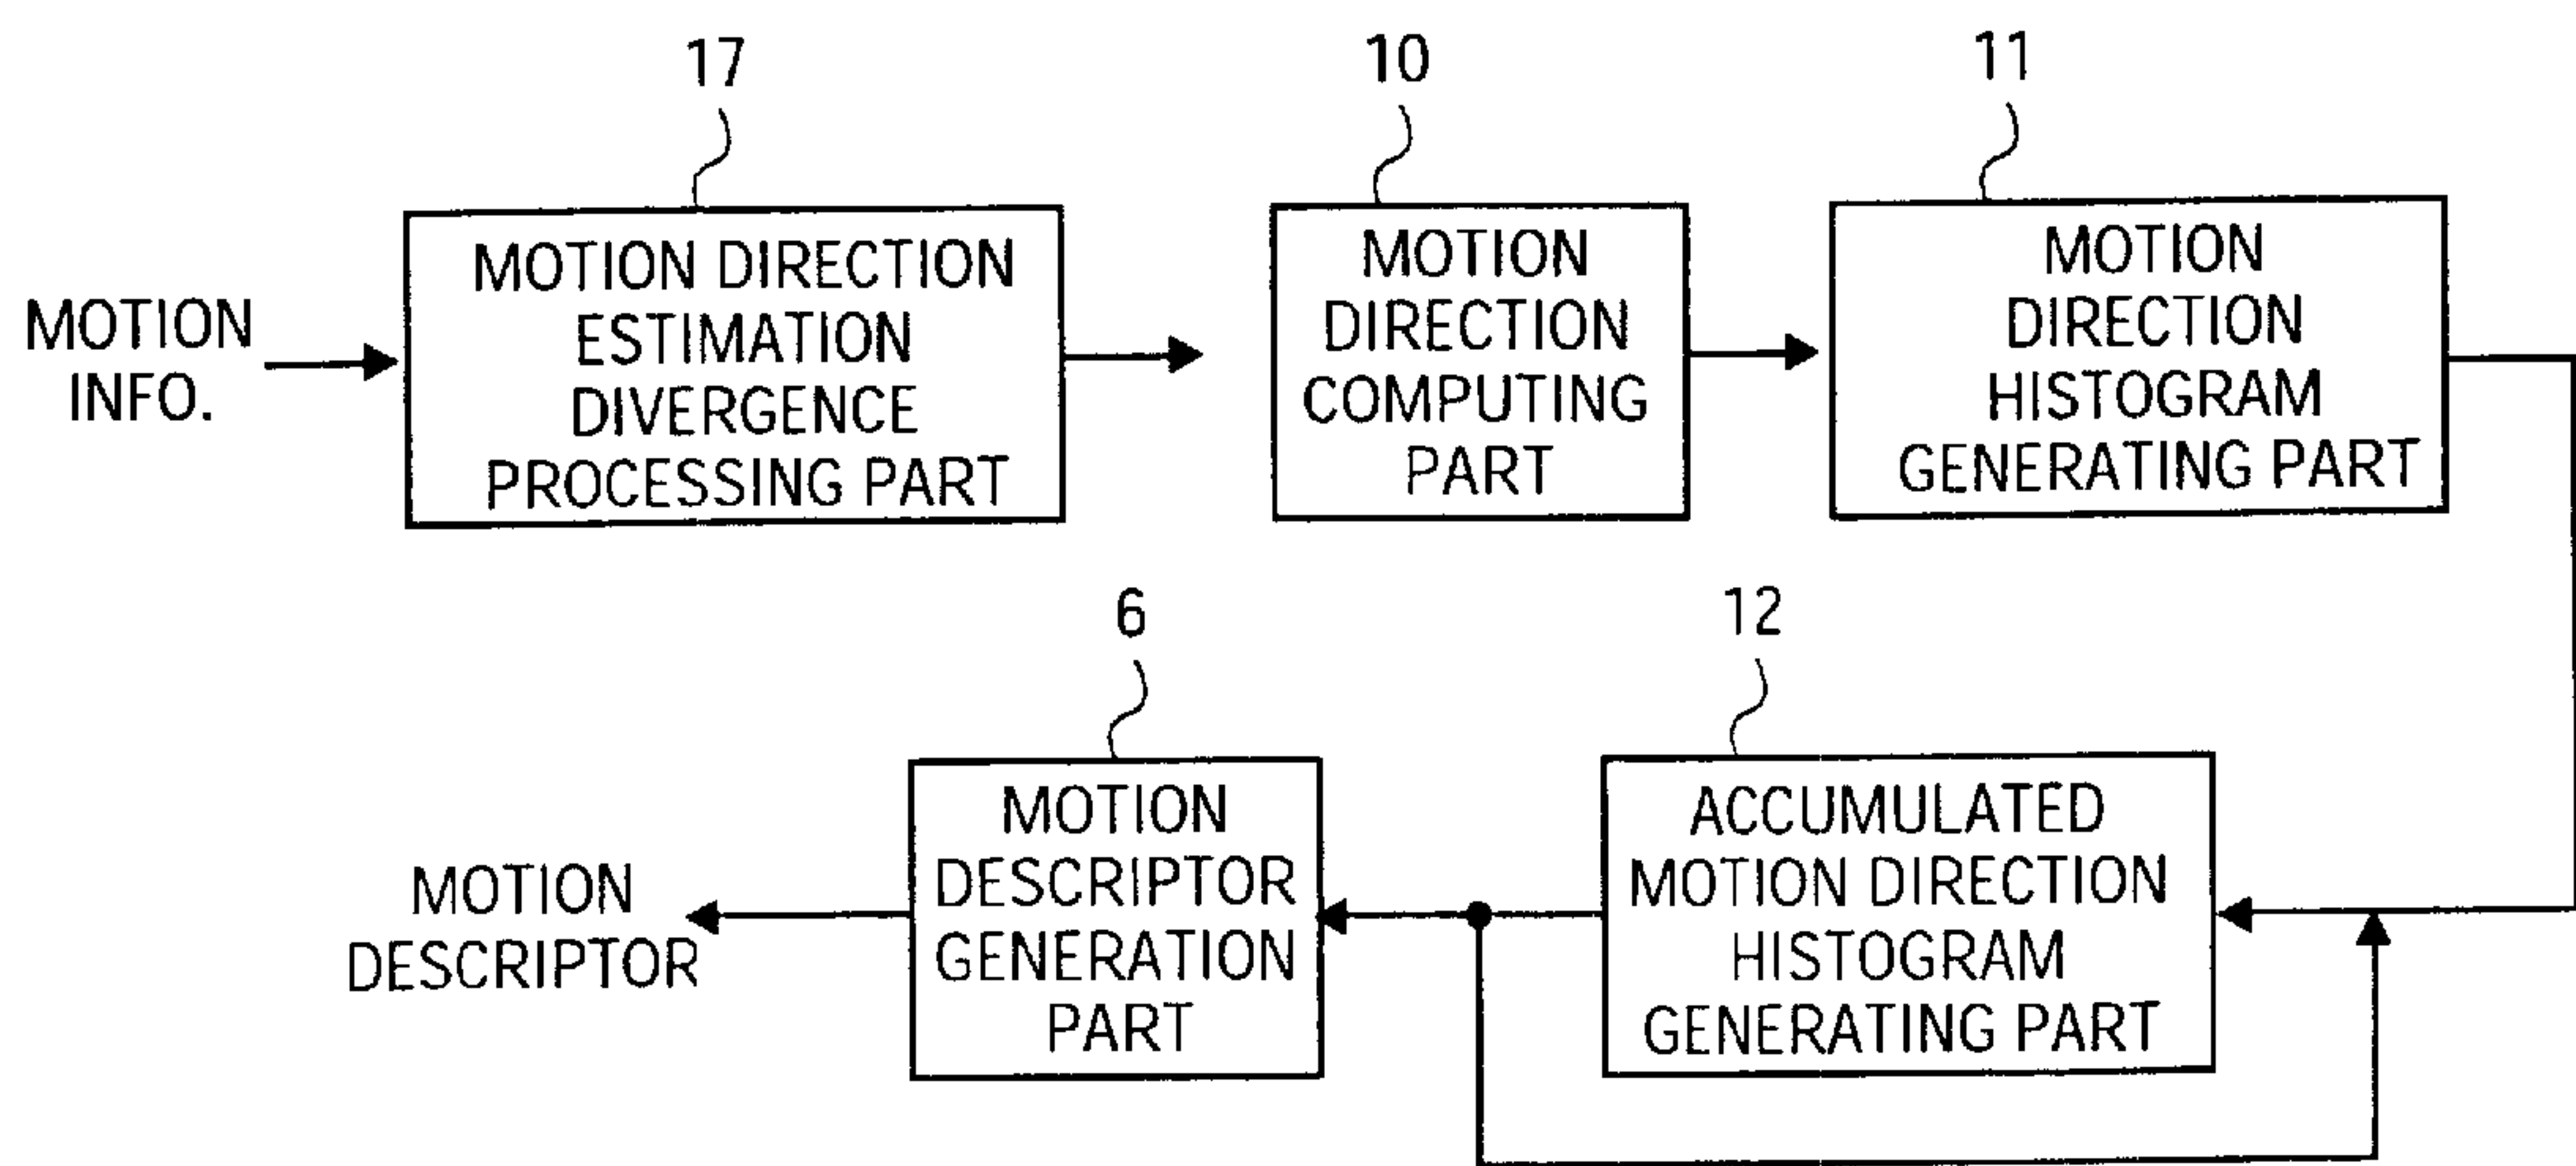 17
10
11
MOTION
INFO.
MOTION DIRECTION
ESTIMATION
DIVERGENCE
PROCESSING PART
MOTION
DIRECTION
COMPUTING
PART
MOTION
DIRECTION
HISTOGRAM
GENERATING PART
6
12
MOTION
DESCRIPTOR
MOTION
DESCRIPTOR
GENERATION
PART
ACCUMULATED
MOTION DIRECTION
HISTOGRAM
GENERATING PART